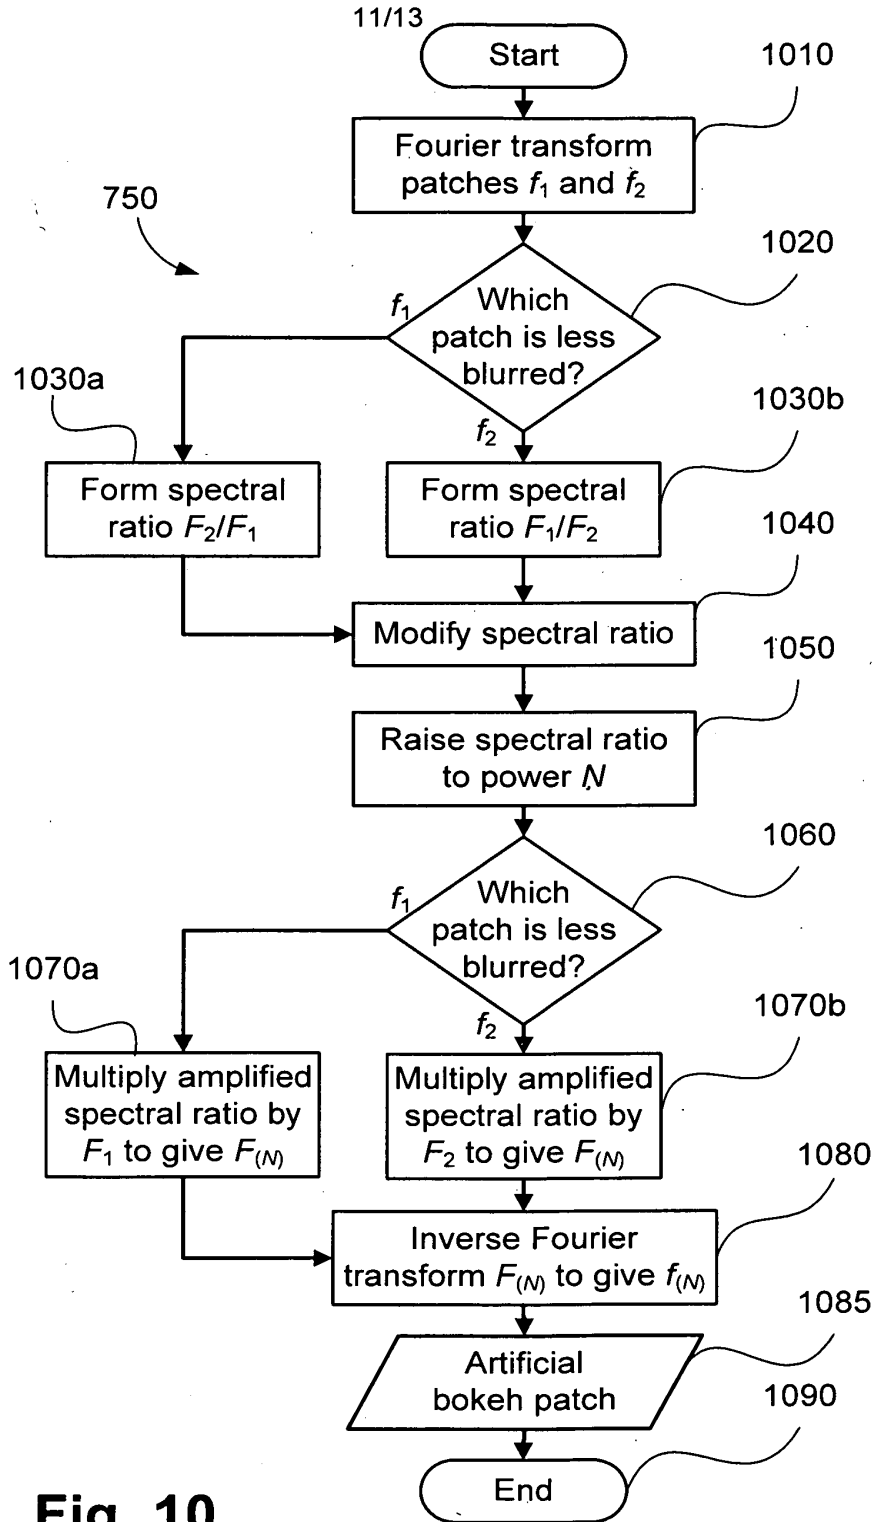 11/13
Start
1010
Fourier transform
patches f₁ and f₂
750
1020
f₁
Which
patch is less
blurred?
1030a
1030b
f₂
Form spectral
ratio F₂/F₁
Form spectral
ratio F₁/F₂
1040
Modify spectral ratio
1050
Raise spectral ratio
to power N
1060
f₁
Which
patch is less
blurred?
1070a
1070b
f₂
Multiply amplified
spectral ratio by
F₁ to give F(N)
Multiply amplified
spectral ratio by
F₂ to give F(N)
1080
Inverse Fourier
transform F(N) to give f(N)
1085
Artificial
bokeh patch
1090
End
Fig. 10